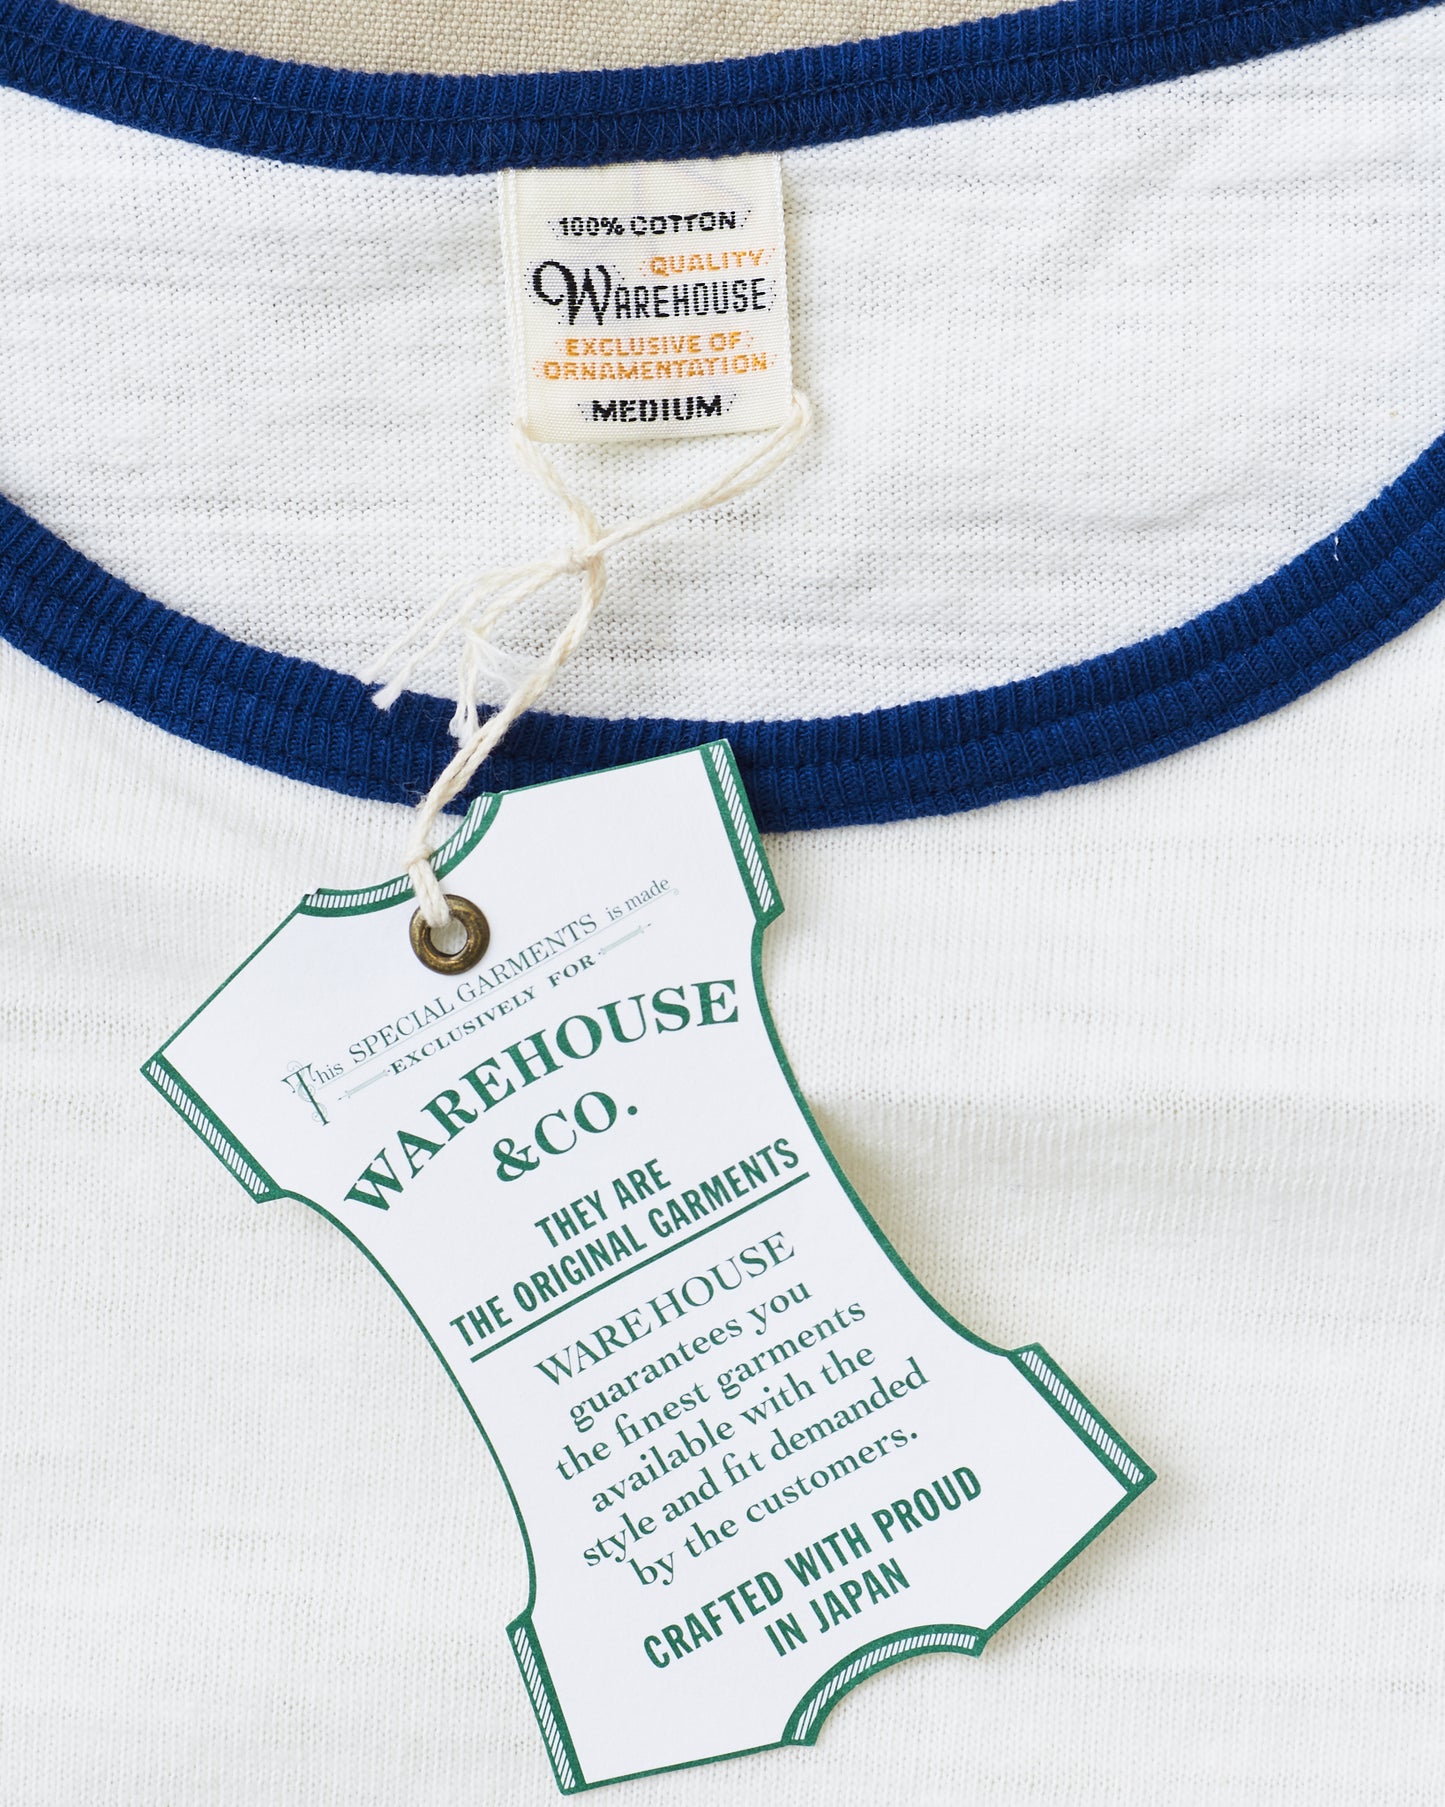 100% COTTON
QUALITY
WAREHOUSE
EXCLUSIVE OF
ORNAMENTATION
MEDIUM
This SPECIAL GARMENTS is made
EXCLUSIVELY FOR
WAREHOUSE
&CO.
THEY ARE
THE ORIGINAL GARMENTS
WAREHOUSE
guarantees you
the finest garments
available with the
style and fit demanded
by the customers.
CRAFTED WITH PROUD
IN JAPAN